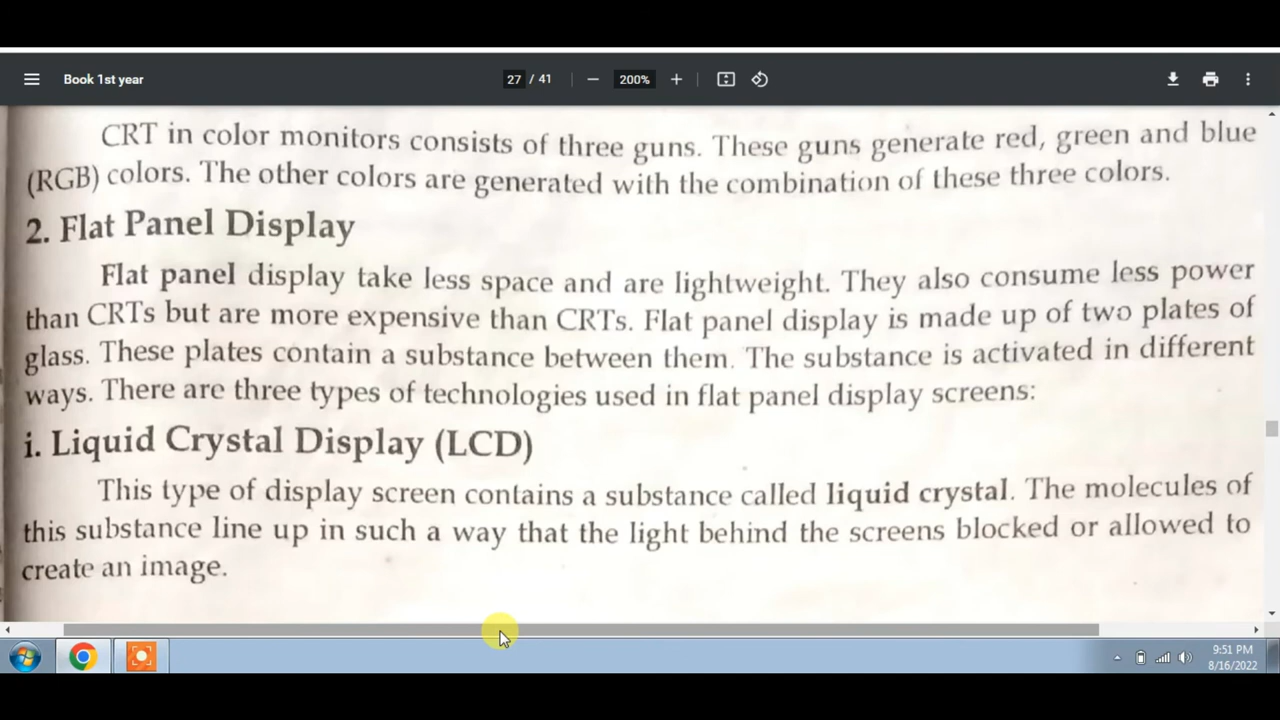 Book 1st year
27 / 41
200%
CRT in color monitors consists of three guns. These guns generate red, green and blue
(RGB) colors. The other colors are generated with the combination of these three colors.
2. Flat Panel Display
Flat panel display take less space and are lightweight. They also consume less power
than CRTs but are more expensive than CRTs. Flat panel display is made up of two plates of
glass. These plates contain a substance between them. The substance is activated in different
ways. There are three types of technologies used in flat panel display screens:
i. Liquid Crystal Display (LCD)
This type of display screen contains a substance called liquid crystal. The molecules of
this substance line up in such a way that the light behind the screens blocked or allowed to
create an image.
9:51 PM
8/16/2022